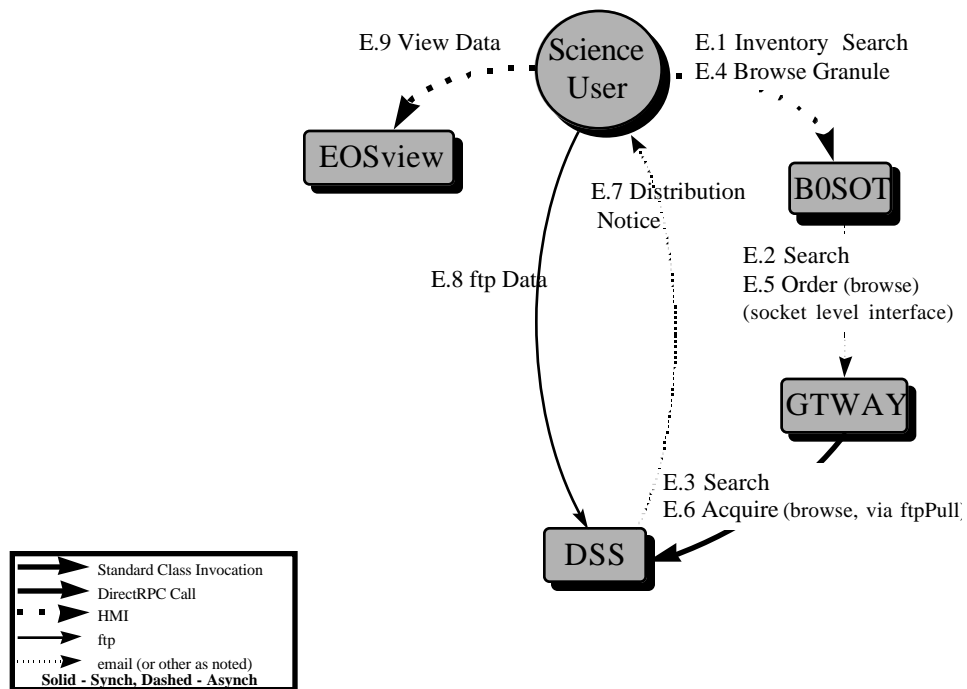 E.9 View Data
Science
User
E.1 Inventory Search
E.4 Browse Granule
EOSview
B0SOT
E.7 Distribution
Notice
E.2 Search
E.5 Order (browse)
(socket level interface)
E.8 ftp Data
GTWAY
E.3 Search
E.6 Acquire (browse, via ftpPull)
DSS
Standard Class Invocation
DirectRPC Call
HMI
ftp
email (or other as noted)
Solid - Synch, Dashed - Asynch